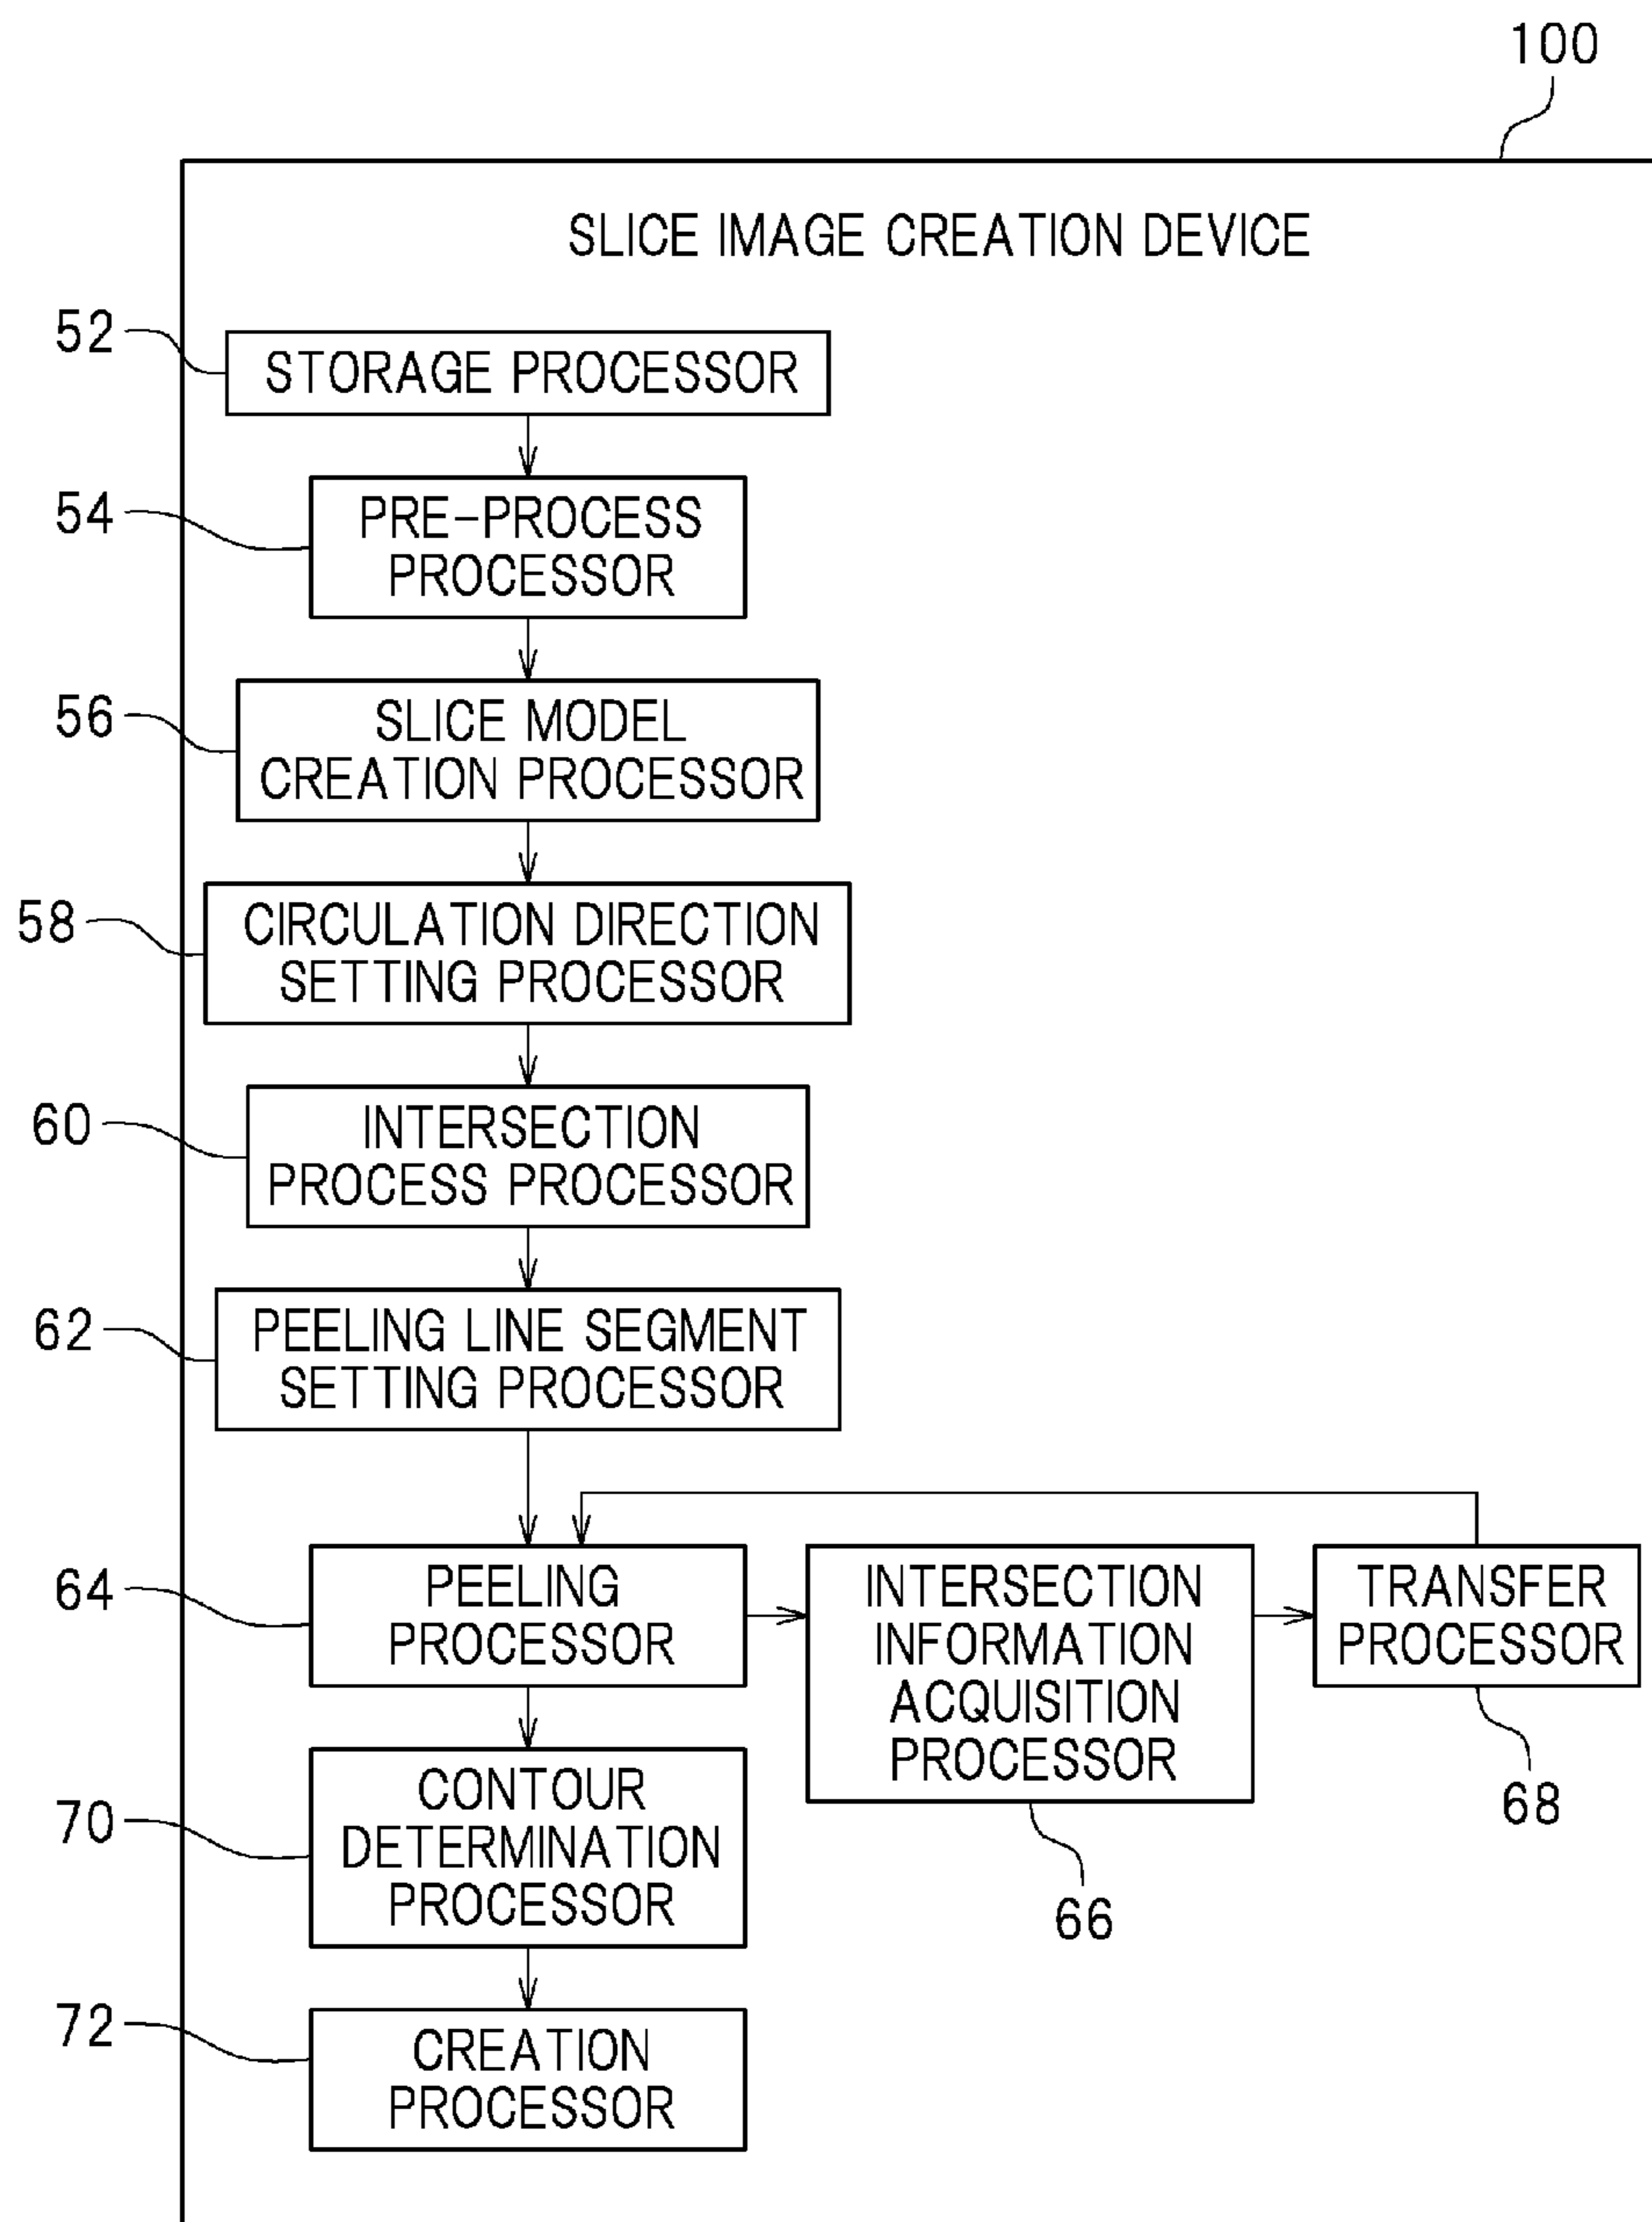 100
SLICE IMAGE CREATION DEVICE
52
STORAGE PROCESSOR
54
PRE-PROCESS
PROCESSOR
56
SLICE MODEL
CREATION PROCESSOR
58
CIRCULATION DIRECTION
SETTING PROCESSOR
60
INTERSECTION
PROCESS PROCESSOR
62
PEELING LINE SEGMENT
SETTING PROCESSOR
64
PEELING
PROCESSOR
INTERSECTION
INFORMATION
ACQUISITION
PROCESSOR
66
TRANSFER
PROCESSOR
68
70
CONTOUR
DETERMINATION
PROCESSOR
72
CREATION
PROCESSOR